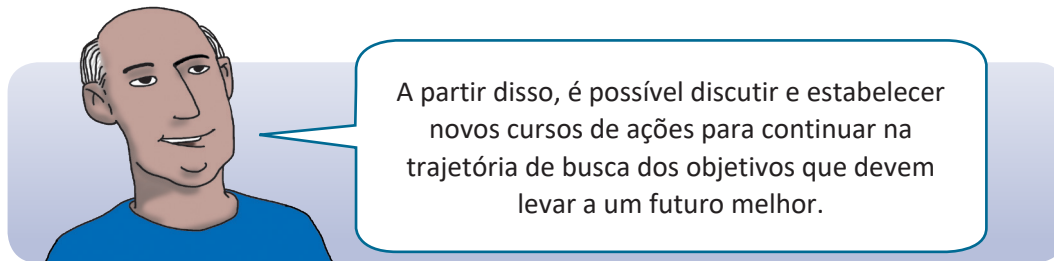 A partir disso, é possível discutir e estabelecer
novos cursos de ações para continuar na
trajetória de busca dos objetivos que devem
levar a um futuro melhor.